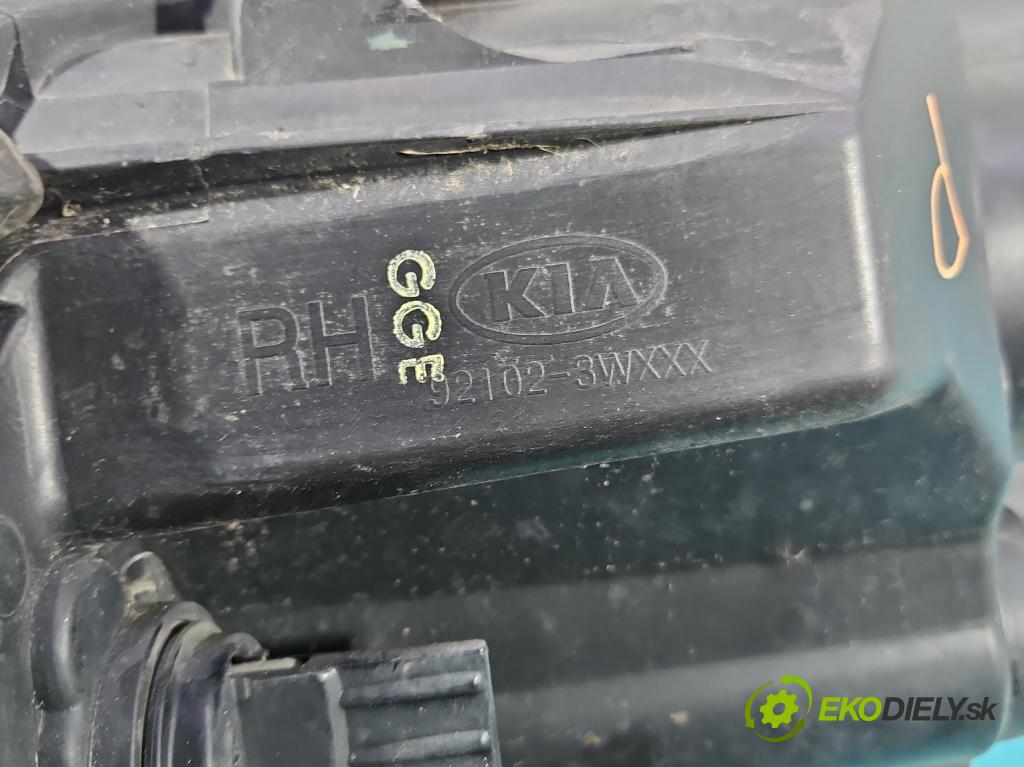 RH
GGE
KIA
92102-3WXXX
EKODIELY.sk